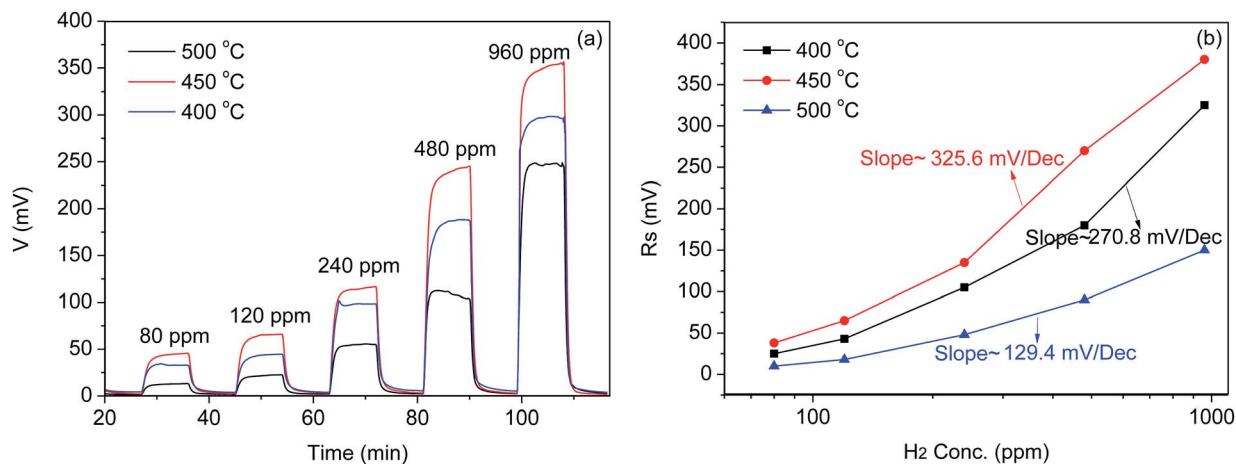 (a)
500 °C
450 °C
400 °C
80 ppm
120 ppm
240 ppm
480 ppm
960 ppm
400
350
300
250
200
150
100
50
0
V (mV)
20 40 60 80 100
Time (min)
(b)
400 °C
450 °C
500 °C
Slope~ 325.6 mV/Dec
Slope~270.8 mV/Dec
Slope~ 129.4 mV/Dec
400
350
300
250
200
150
100
50
0
Rs (mV)
100 1000
H2 Conc. (ppm)